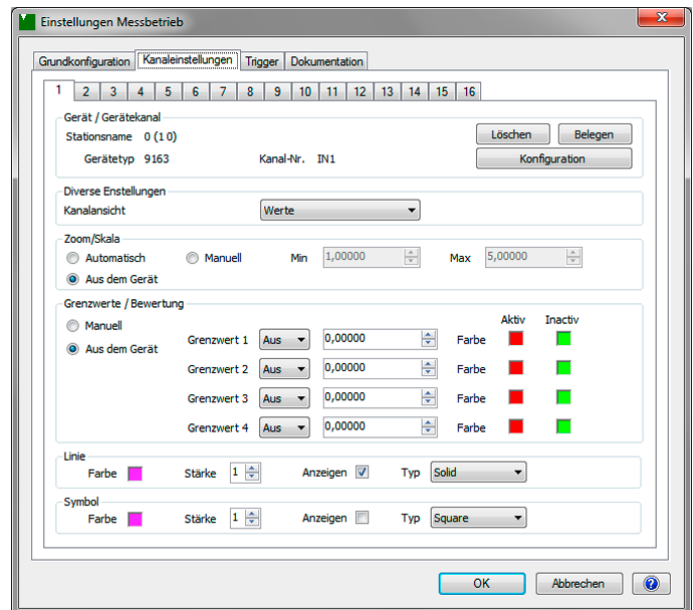 Einstellungen Messbetrieb
Grundkonfiguration Kanaleinstellungen Trigger Dokumentation
1 2 3 4 5 6 7 8 9 10 11 12 13 14 15 16
Gerät / Gerätekanal
Stationsname 0 (1 0) Löschen Belegen
Gerätetyp 9163 Kanal-Nr. IN1 Konfiguration
Diverse Enstellungen
Kanalansicht Werte
Zoom/Skala
Automatisch Manuell Min 1,00000 Max 5,00000
Aus dem Gerät
Grenzwerte / Bewertung
Aktiv Inactiv
Manuell
Grenzwert 1 Aus 0,00000 Farbe
Aus dem Gerät
Grenzwert 2 Aus 0,00000 Farbe
Grenzwert 3 Aus 0,00000 Farbe
Grenzwert 4 Aus 0,00000 Farbe
Linie
Farbe Stärke 1 Anzeigen Typ Solid
Symbol
Farbe Stärke 1 Anzeigen Typ Square
OK Abbrechen ?